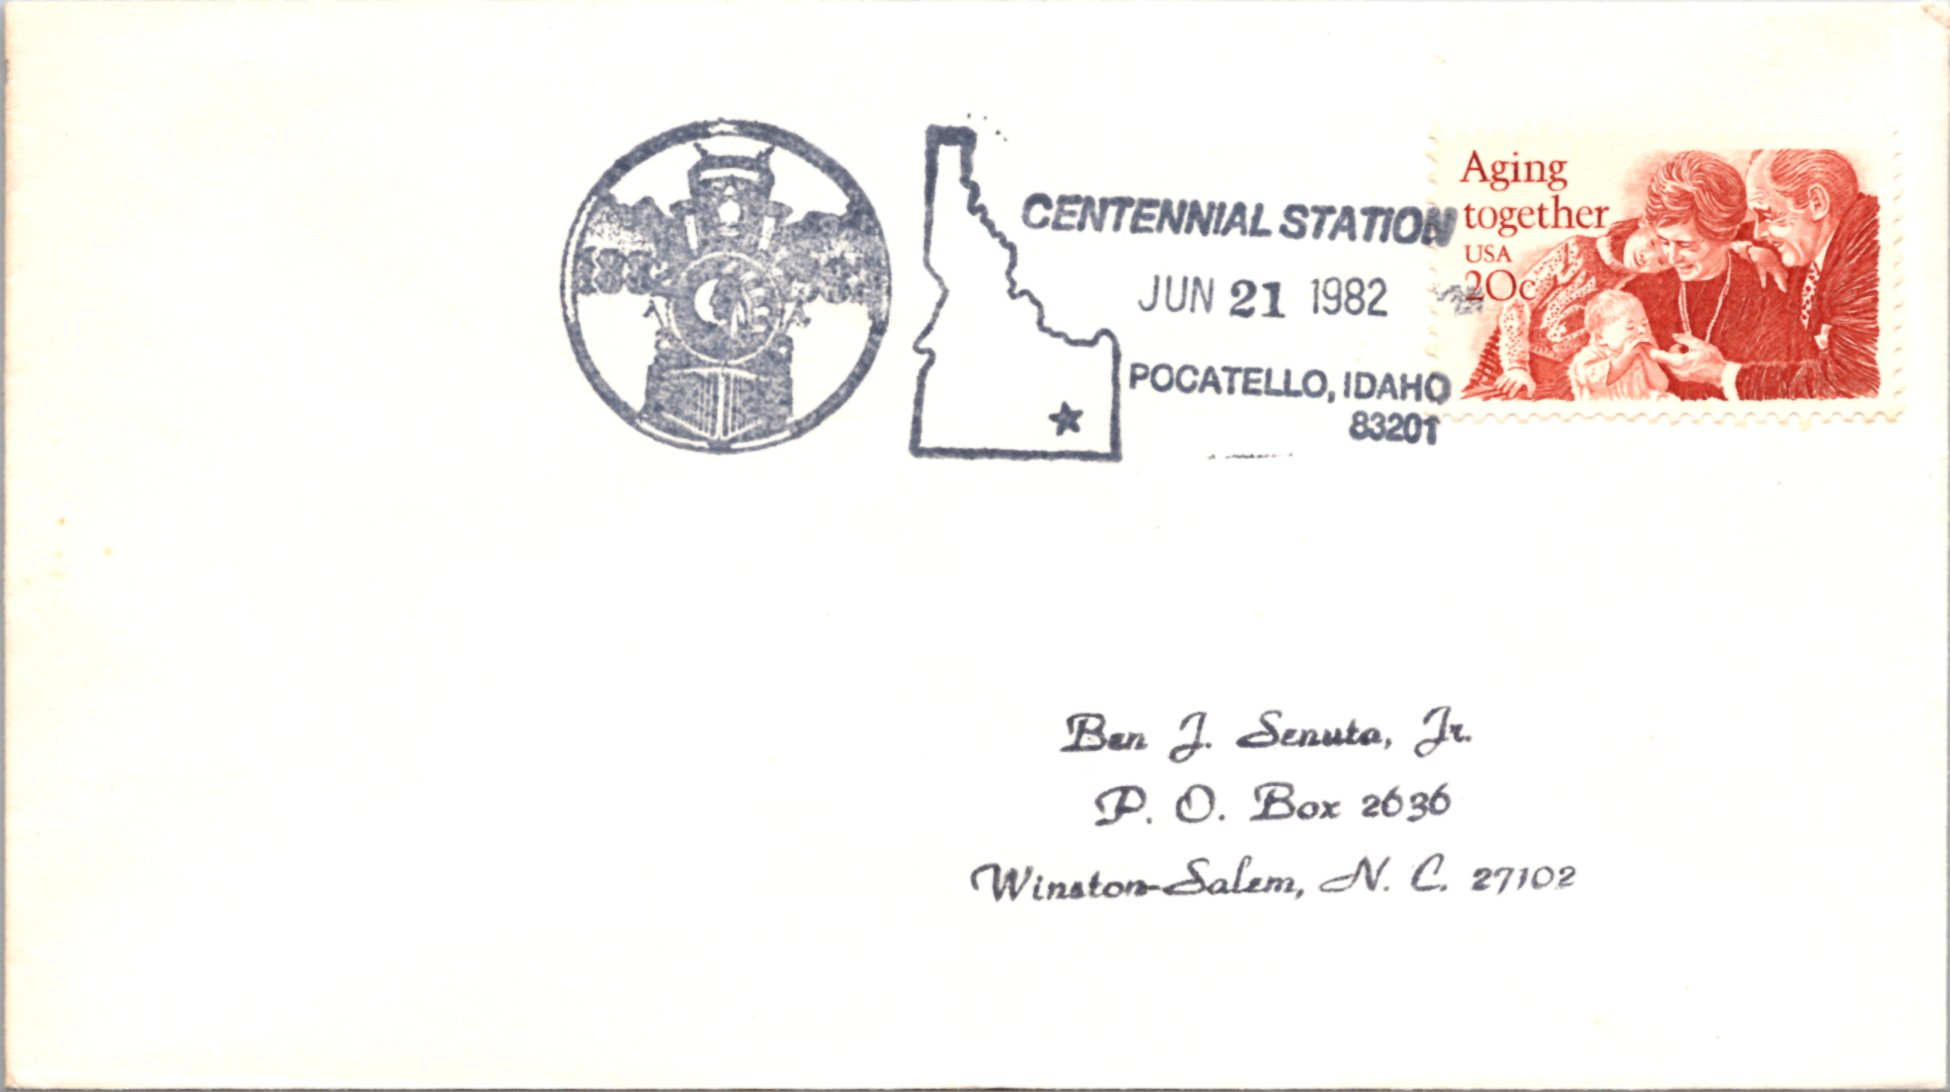 CENTENNIAL STATION
JUN 21 1982
POCATELLO, IDAHO
83201
Aging
together
USA
20c
Ben J. Senuta, Jr.
P. O. Box 2636
Winston-Salem, N. C. 27102